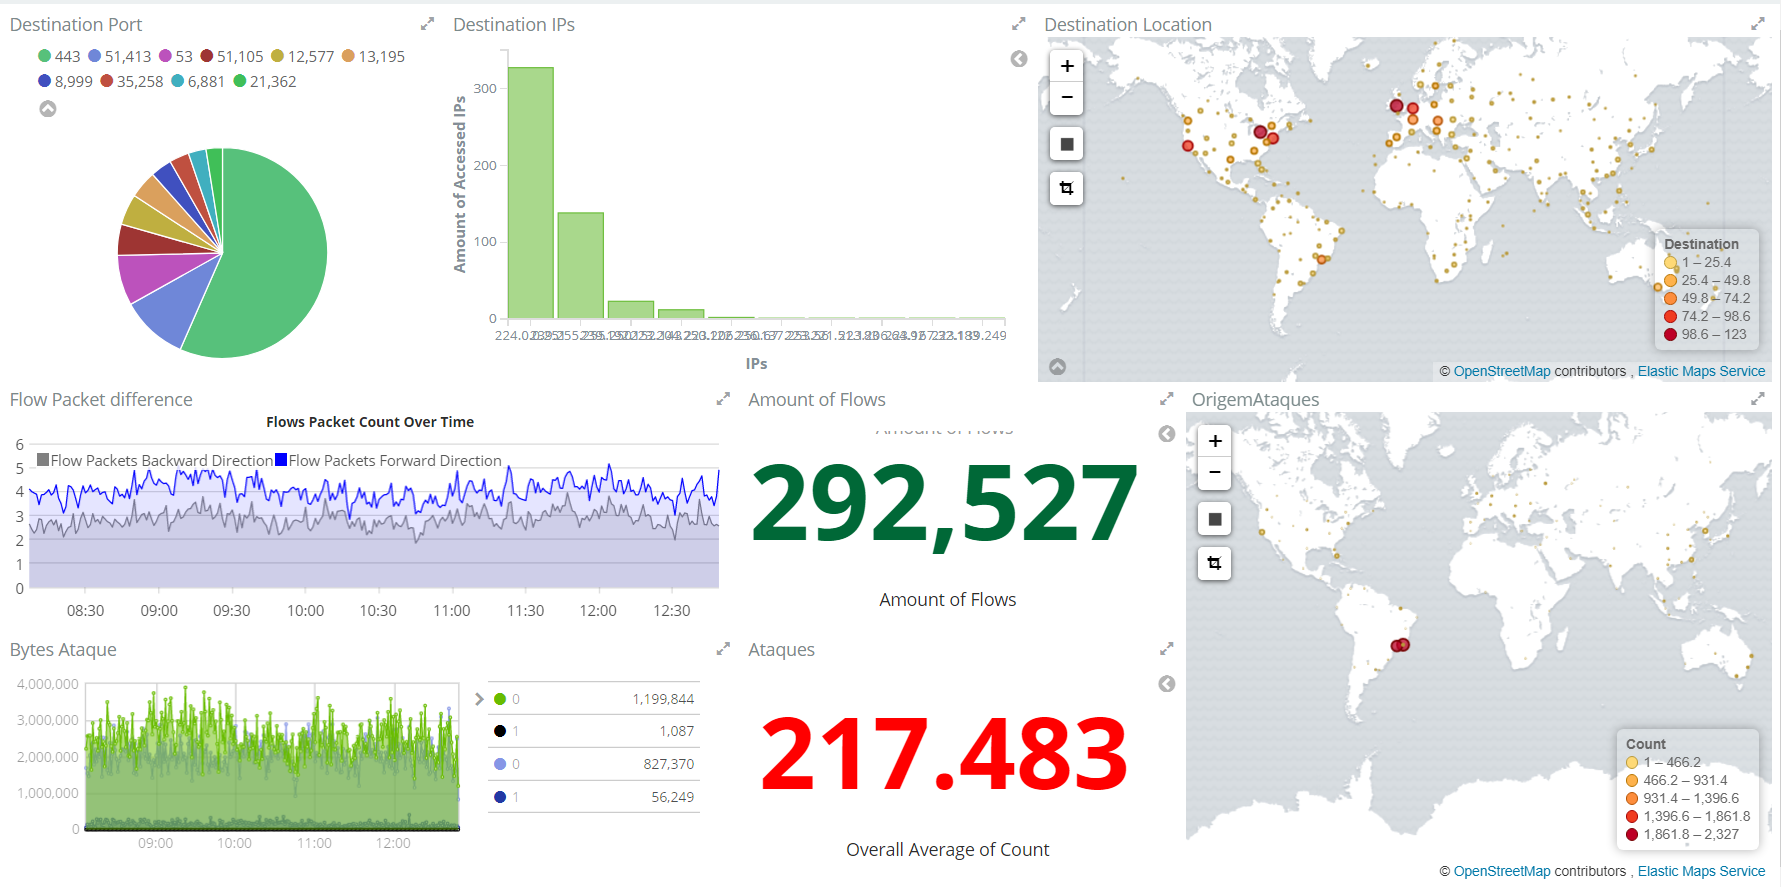 Destination Port
443 51,413 53 51,105 12,577 13,195
8,999 35,258 6,881 21,362
Destination IPs
Amount of Accessed IPs
300
200
100
0
IPs
Destination Location
+
−
Destination
1 – 25.4
25.4 – 49.8
49.8 – 74.2
74.2 – 98.6
98.6 – 123
© OpenStreetMap contributors , Elastic Maps Service
Flow Packet difference
Flows Packet Count Over Time
Flow Packets Backward Direction Flow Packets Forward Direction
6
5
4
3
2
1
0
08:30 09:00 09:30 10:00 10:30 11:00 11:30 12:00 12:30
Amount of Flows
Amount of Flows
292,527
Amount of Flows
OrigemAtaques
+
−
Count
1 – 466.2
466.2 – 931.4
931.4 – 1,396.6
1,396.6 – 1,861.8
1,861.8 – 2,327
© OpenStreetMap contributors , Elastic Maps Service
Bytes Ataque
4,000,000
3,000,000
2,000,000
1,000,000
0
09:00 10:00 11:00 12:00
0 1,199,844
1 1,087
0 827,370
1 56,249
Ataques
217.483
Overall Average of Count